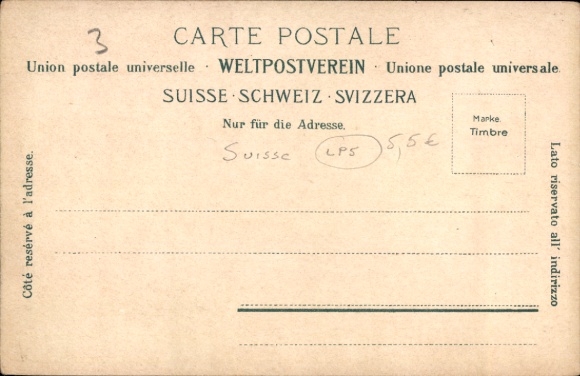 3
CARTE POSTALE
Union postale universelle · WELTPOSTVEREIN · Unione postale universale
SUISSE · SCHWEIZ · SVIZZERA
Nur für die Adresse.
Marke.
Timbre
Suisse LP5 5,5€
Côté resérvé à l'adresse.
Lato riservato all' indirizzo